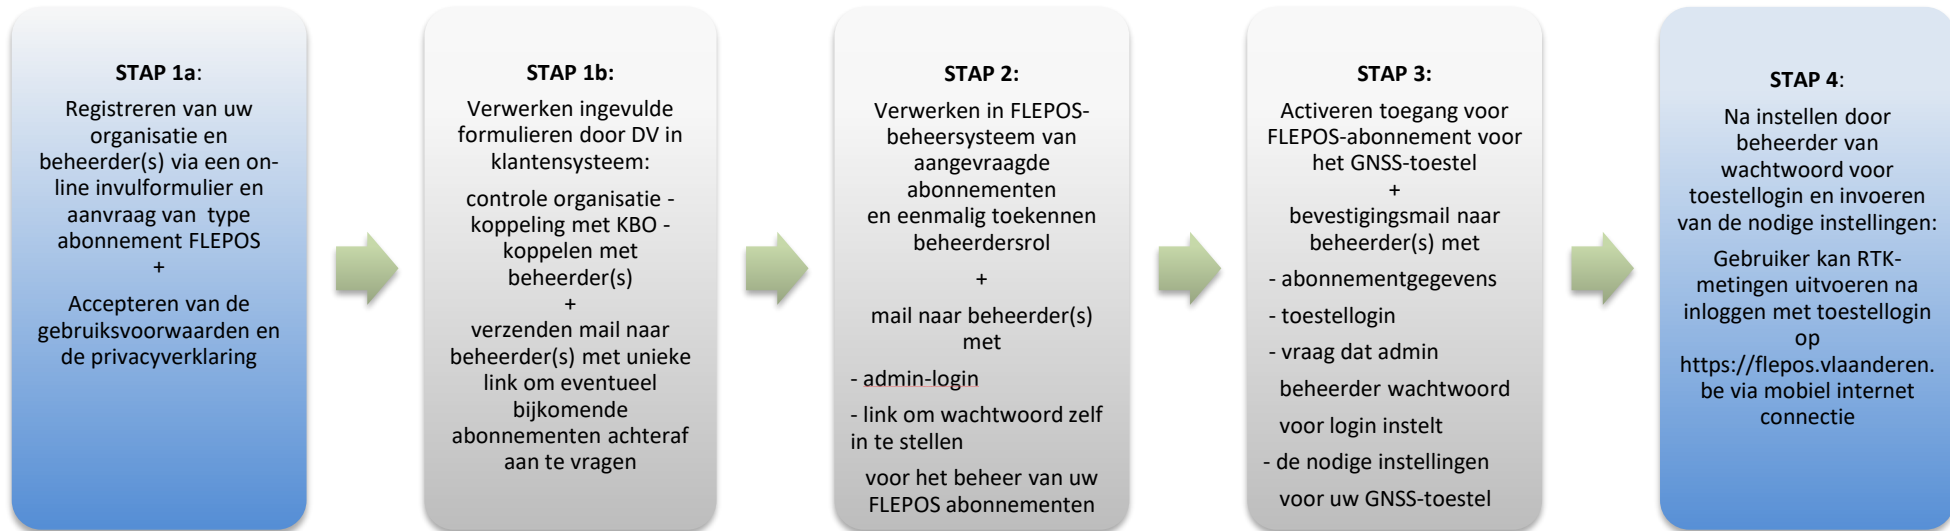 STAP 1a:
Registreren van uw
organisatie en
beheerder(s) via een on-
line invulformulier en
aanvraag van type
abonnement FLEPOS
+
Accepteren van de
gebruiksvoorwaarden en
de privacyverklaring
STAP 1b:
Verwerken ingevulde
formulieren door DV in
klantensysteem:
controle organisatie -
koppeling met KBO -
koppelen met
beheerder(s)
+
verzenden mail naar
beheerder(s) met unieke
link om eventueel
bijkomende
abonnementen achteraf
aan te vragen
STAP 2:
Verwerken in FLEPOS-
beheersysteem van
aangevraagde
abonnementen
en eenmalig toekennen
beheerdersrol
+
mail naar beheerder(s)
met
- admin-login
- link om wachtwoord zelf
in te stellen
voor het beheer van uw
FLEPOS abonnementen
STAP 3:
Activeren toegang voor
FLEPOS-abonnement voor
het GNSS-toestel
+
bevestigingsmail naar
beheerder(s) met
- abonnementgegevens
- toestellogin
- vraag dat admin
beheerder wachtwoord
voor login instelt
- de nodige instellingen
voor uw GNSS-toestel
STAP 4:
Na instellen door
beheerder van
wachtwoord voor
toestellogin en invoeren
van de nodige instellingen:
Gebruiker kan RTK-
metingen uitvoeren na
inloggen met toestellogin
op
https://flepos.vlaanderen.
be via mobiel internet
connectie